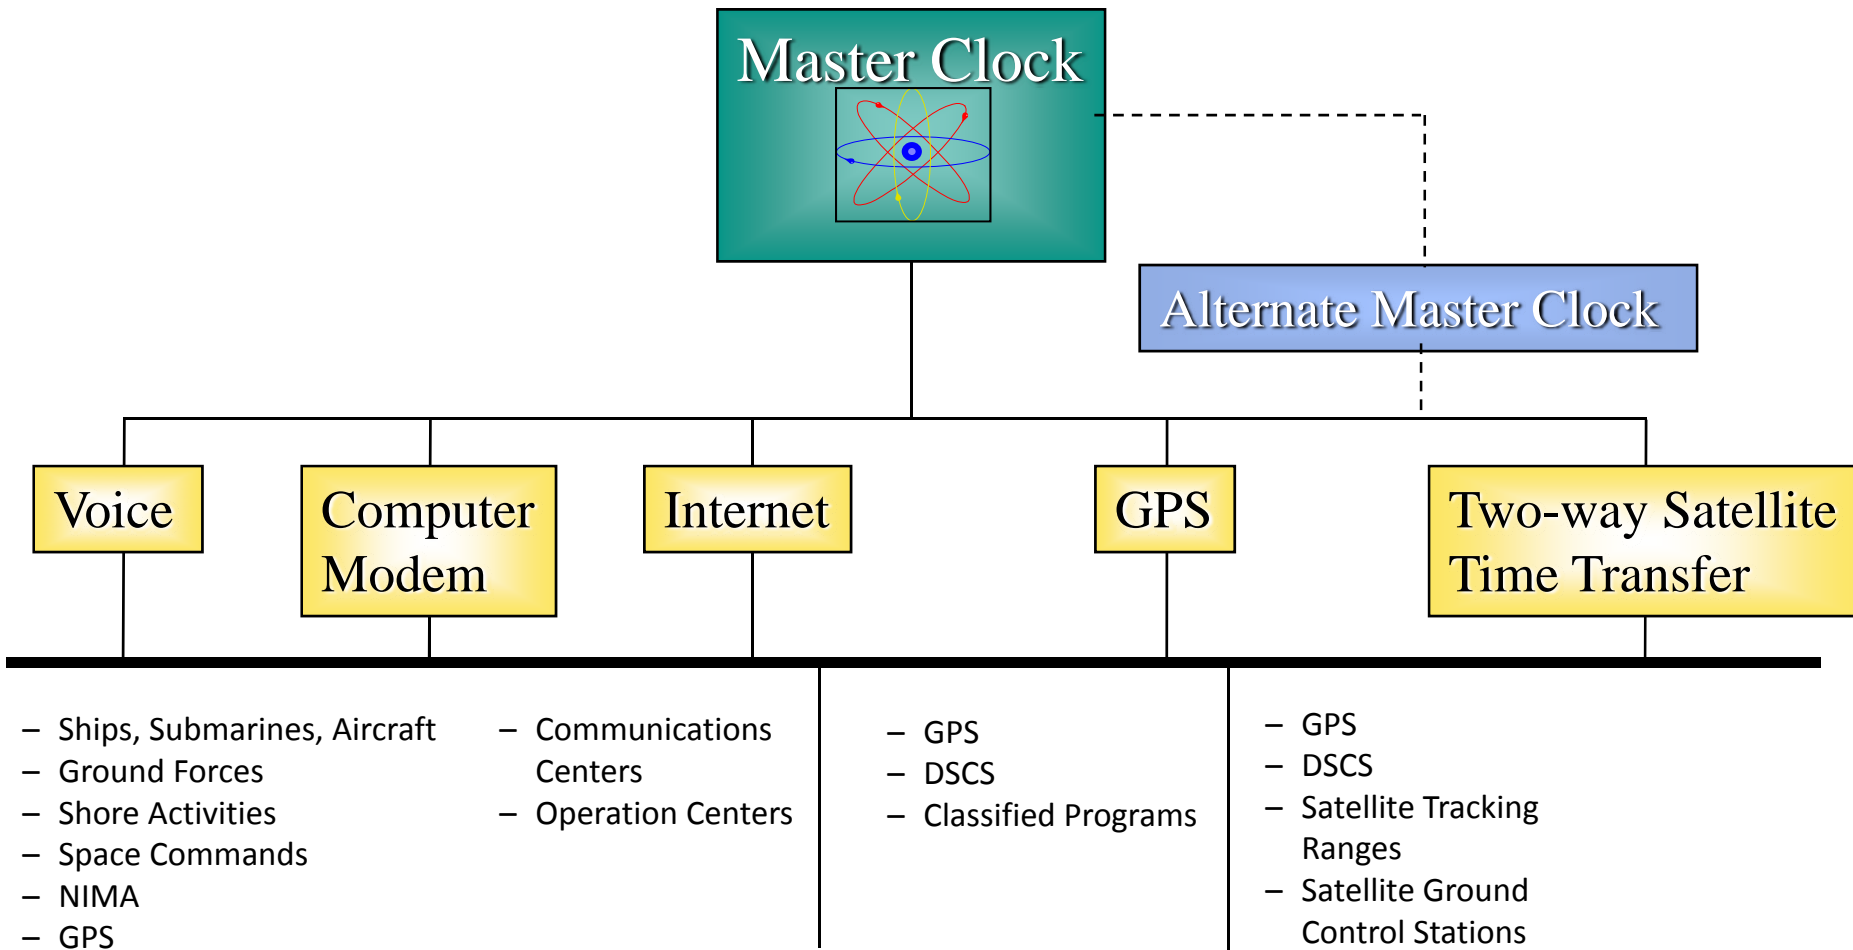 Master Clock
Alternate Master Clock
Voice
Computer
Modem
Internet
GPS
Two-way Satellite
Time Transfer
– Ships, Submarines, Aircraft
– Ground Forces
– Shore Activities
– Space Commands
– NIMA
– GPS
– Communications
Centers
– Operation Centers
– GPS
– DSCS
– Classified Programs
– GPS
– DSCS
– Satellite Tracking
Ranges
– Satellite Ground
Control Stations